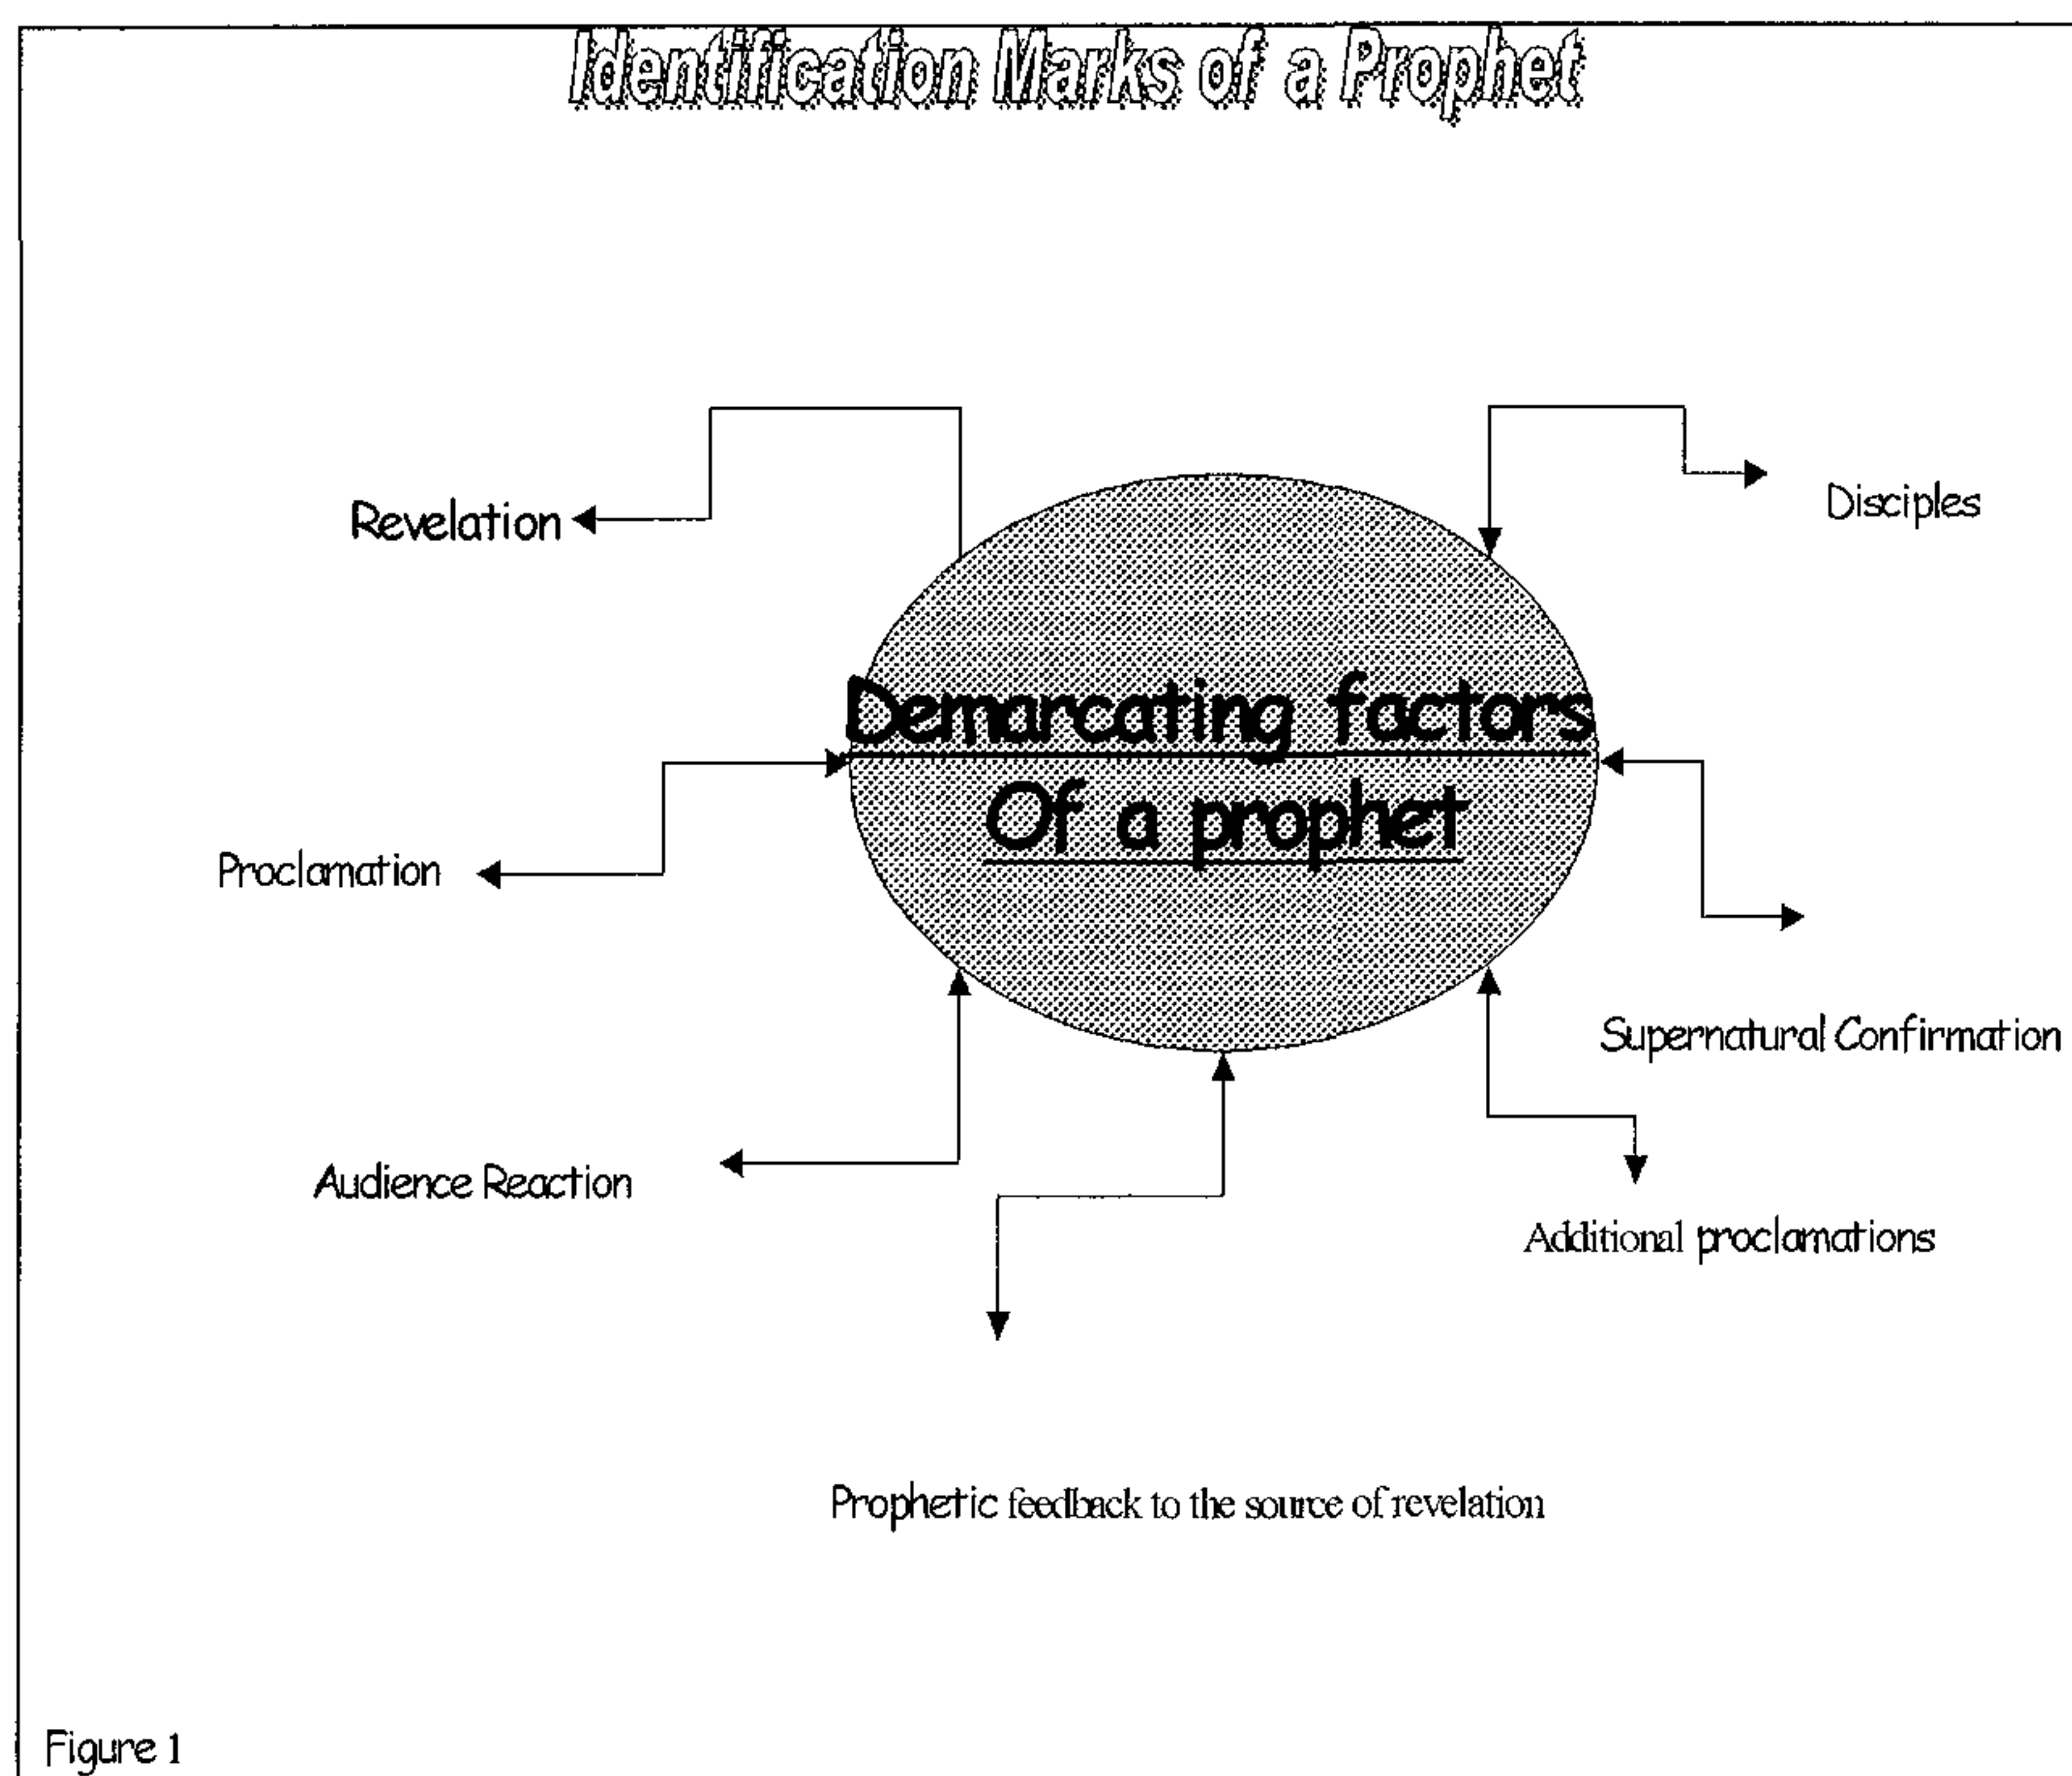 Identification Marks of a Prophet
Revelation
Disciples
Demarcating factors
Of a prophet
Proclamation
Supernatural Confirmation
Audience Reaction
Additional proclamations
Prophetic feedback to the source of revelation
Figure 1